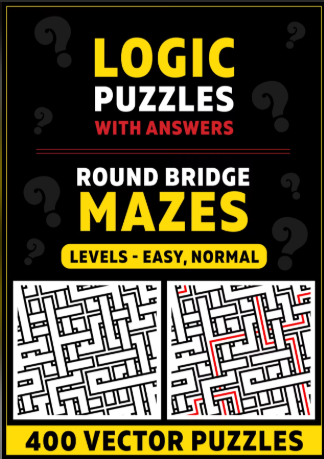 LOGIC
PUZZLES
WITH ANSWERS
ROUND BRIDGE
MAZES
LEVELS - EASY, NORMAL
400 VECTOR PUZZLES